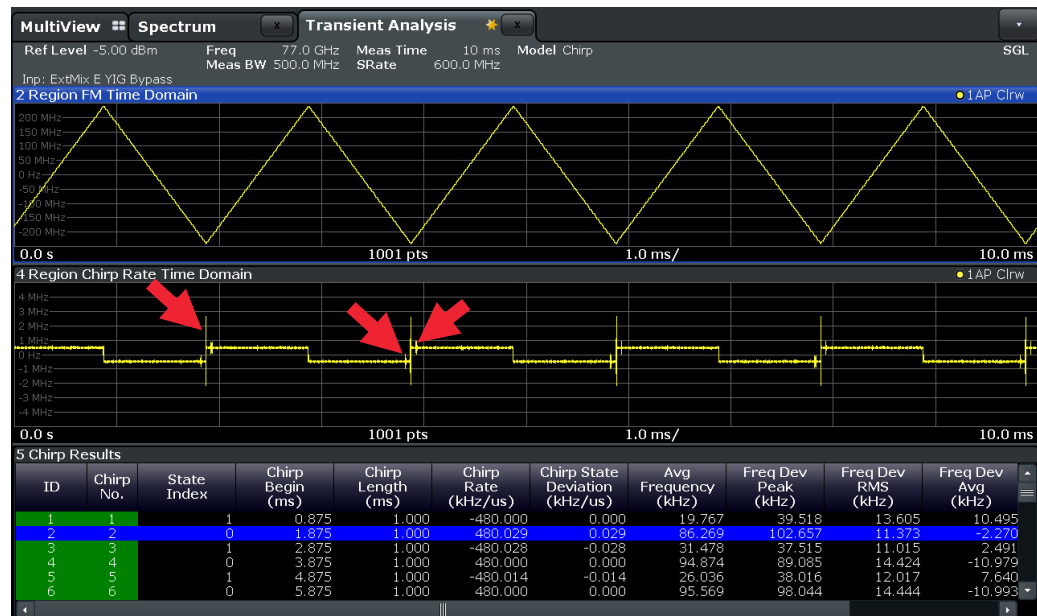 MultiView Spectrum x Transient Analysis x
Ref Level -5.00 dBm Freq 77.0 GHz Meas Time 10 ms Model Chirp SGL
Meas BW 500.0 MHz SRate 600.0 MHz
Inp: ExtMix E YIG Bypass
2 Region FM Time Domain 1AP Clrw
200 MHz
150 MHz
100 MHz
50 MHz
0 Hz
-50 MHz
-100 MHz
-150 MHz
-200 MHz
0.0 s 1001 pts 1.0 ms/ 10.0 ms
4 Region Chirp Rate Time Domain 1AP Clrw
4 MHz
3 MHz
2 MHz
1 MHz
0 Hz
-1 MHz
-2 MHz
-3 MHz
-4 MHz
0.0 s 1001 pts 1.0 ms/ 10.0 ms
5 Chirp Results
ID Chirp No. State Index Chirp Begin (ms) Chirp Length (ms) Chirp Rate (kHz/us) Chirp State Deviation (kHz/us) Avg Frequency (kHz) Freq Dev Peak (kHz) Freq Dev RMS (kHz) Freq Dev Avg (kHz)
1 1 1 0.875 1.000 -480.000 0.000 19.767 39.518 13.605 10.495
2 2 0 1.875 1.000 480.029 0.029 86.269 102.657 11.373 -2.270
3 3 1 2.875 1.000 -480.028 -0.028 31.478 37.515 11.015 2.491
4 4 0 3.875 1.000 480.000 0.000 94.874 89.085 14.424 -10.979
5 5 1 4.875 1.000 -480.014 -0.014 26.036 38.016 12.017 7.640
6 6 0 5.875 1.000 480.000 0.000 95.569 98.044 14.444 -10.993